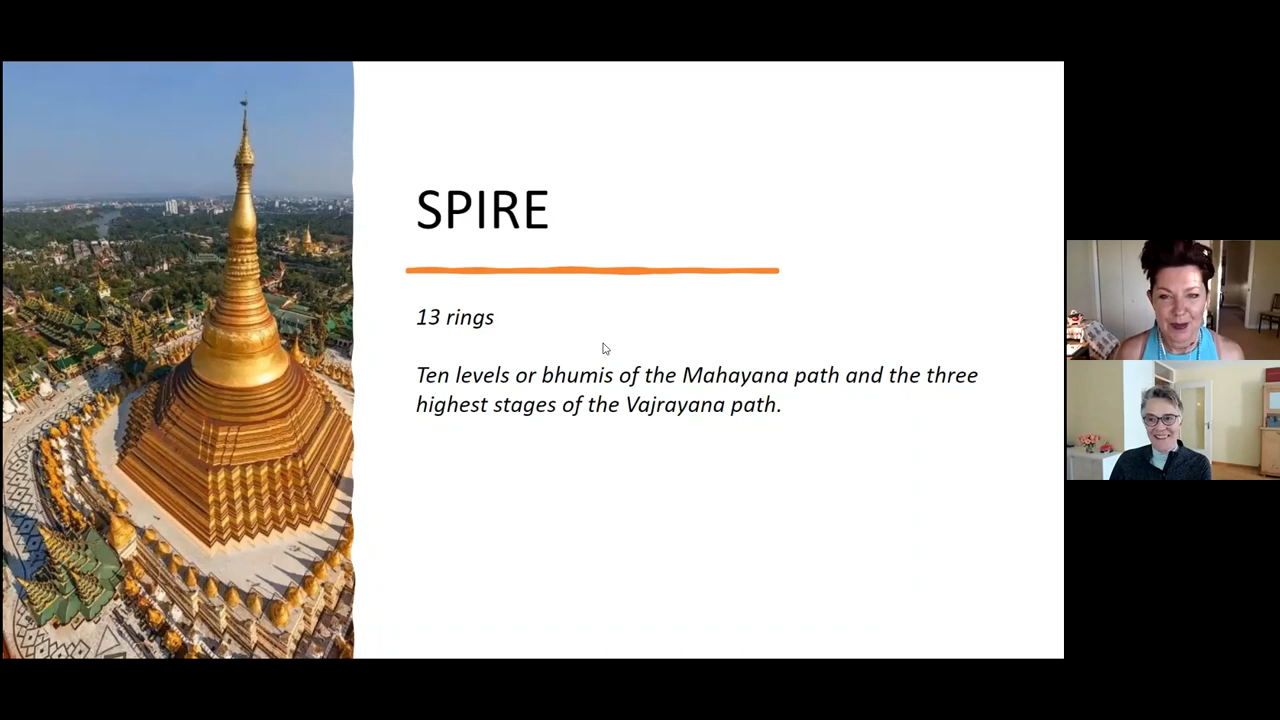 SPIRE
13 rings
Ten levels or bhumis of the Mahayana path and the three
highest stages of the Vajrayana path.